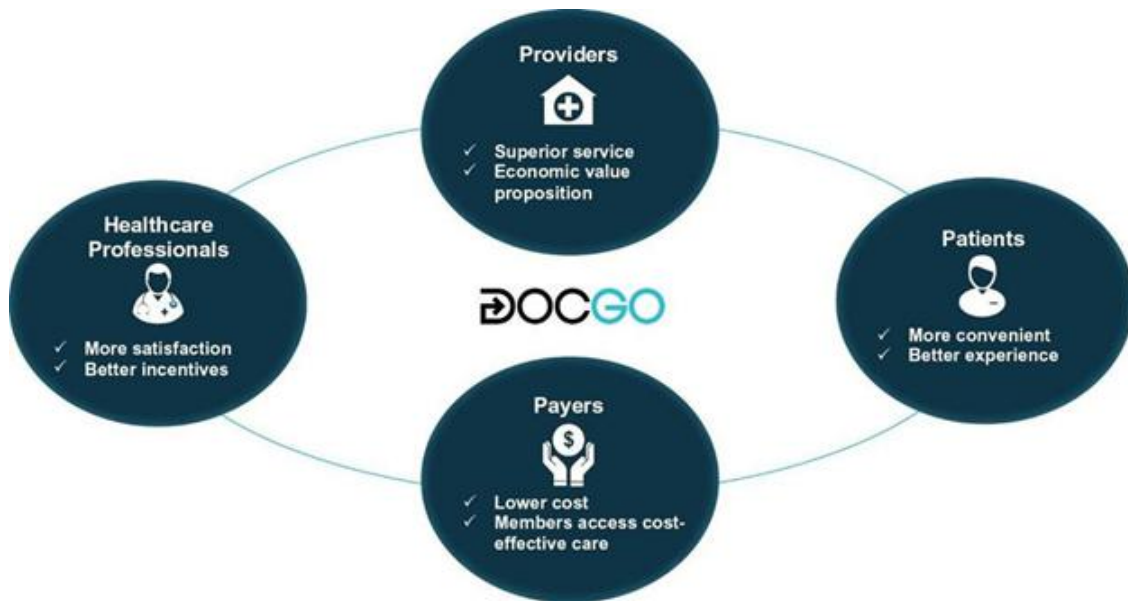 Providers
✓ Superior service
✓ Economic value
proposition
Healthcare
Professionals
✓ More satisfaction
✓ Better incentives
DOCGO
Patients
✓ More convenient
✓ Better experience
Payers
$
✓ Lower cost
✓ Members access cost-
effective care